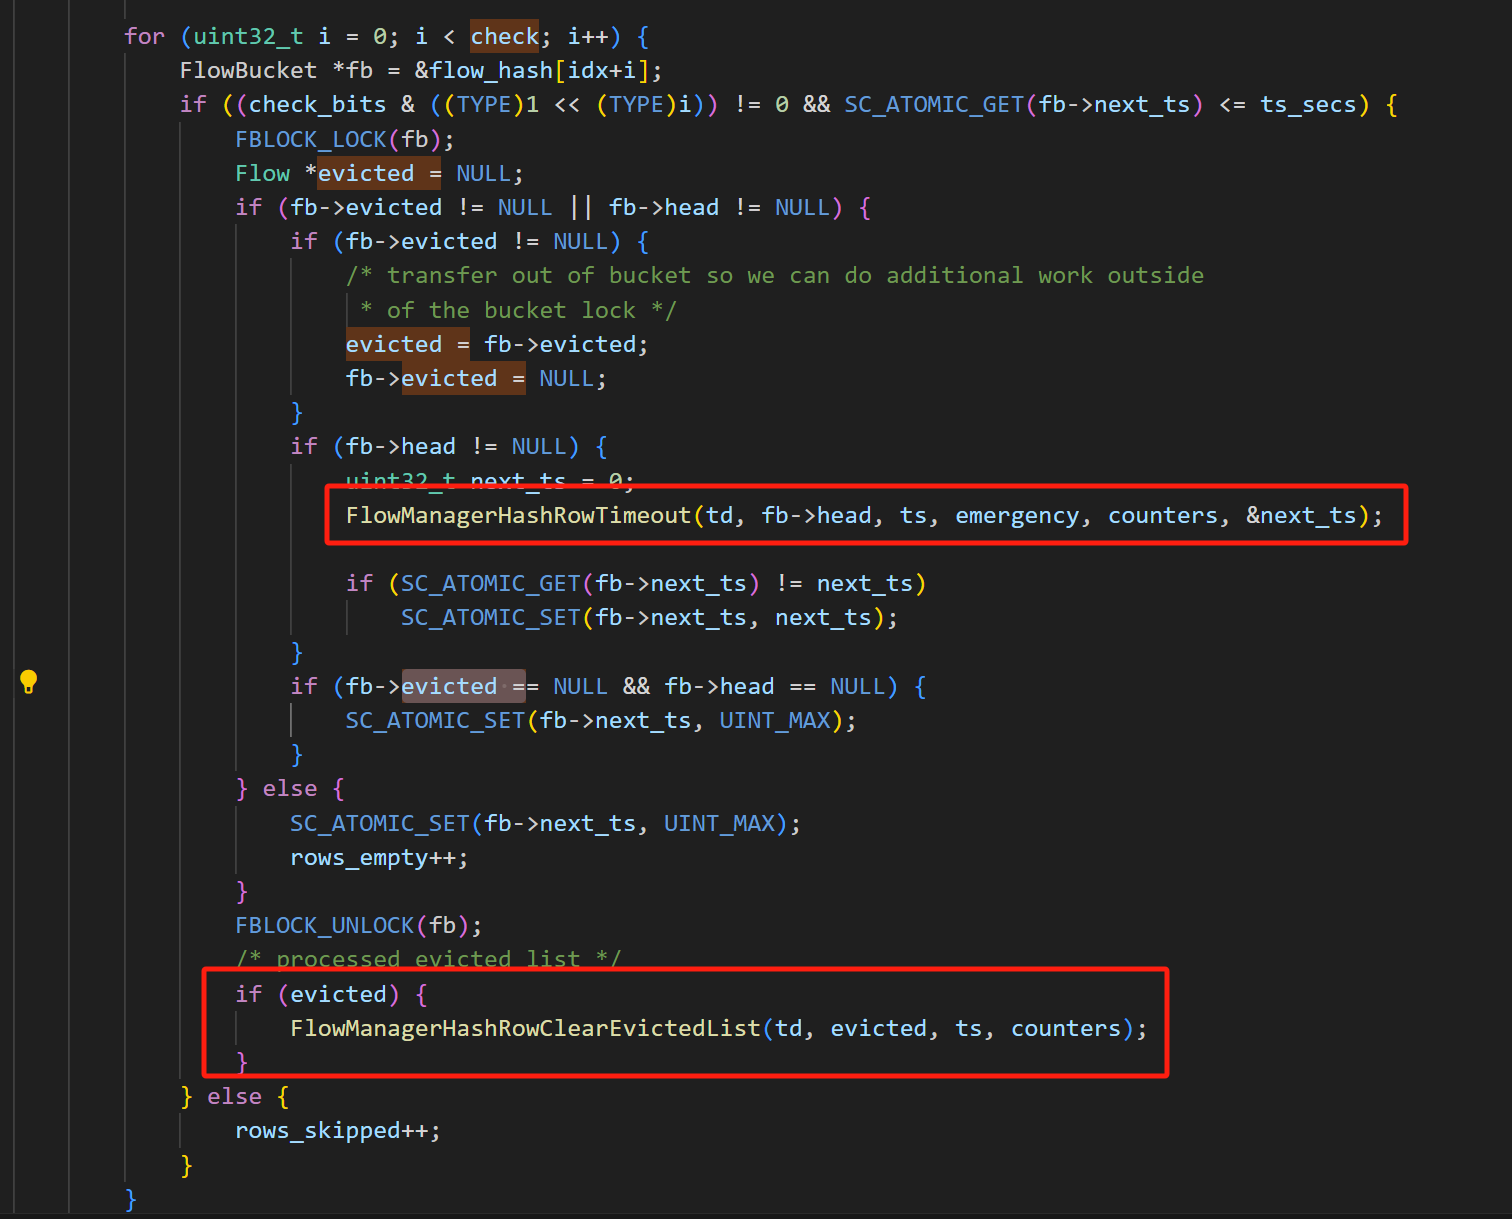 for (uint32_t i = 0; i < check; i++) {
FlowBucket *fb = &flow_hash[idx+i];
if ((check_bits & ((TYPE)1 << (TYPE)i)) != 0 && SC_ATOMIC_GET(fb->next_ts) <= ts_secs) {
FBLOCK_LOCK(fb);
Flow *evicted = NULL;
if (fb->evicted != NULL || fb->head != NULL) {
if (fb->evicted != NULL) {
/* transfer out of bucket so we can do additional work outside
* of the bucket lock */
evicted = fb->evicted;
fb->evicted = NULL;
}
if (fb->head != NULL) {
uint32_t next_ts = 0;
FlowManagerHashRowTimeout(td, fb->head, ts, emergency, counters, &next_ts);
if (SC_ATOMIC_GET(fb->next_ts) != next_ts)
SC_ATOMIC_SET(fb->next_ts, next_ts);
}
if (fb->evicted == NULL && fb->head == NULL) {
SC_ATOMIC_SET(fb->next_ts, UINT_MAX);
}
} else {
SC_ATOMIC_SET(fb->next_ts, UINT_MAX);
rows_empty++;
}
FBLOCK_UNLOCK(fb);
/* processed evicted list */
if (evicted) {
FlowManagerHashRowClearEvictedList(td, evicted, ts, counters);
}
} else {
rows_skipped++;
}
}